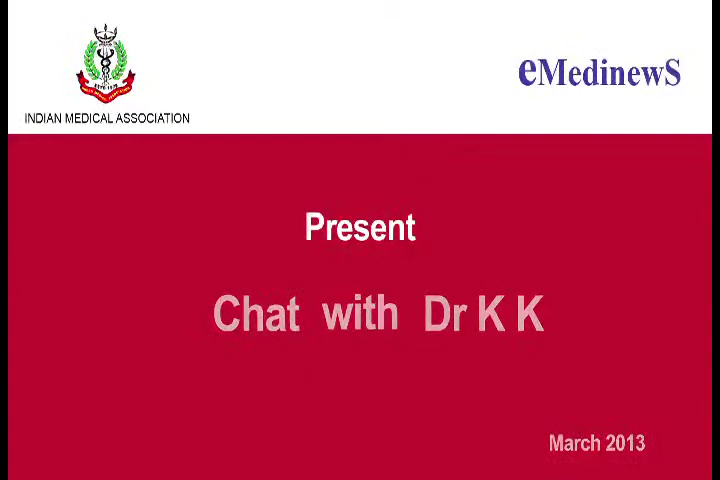 INDIAN MEDICAL ASSOCIATION
eMedinewS
Present
Chat with Dr K K
March 2013